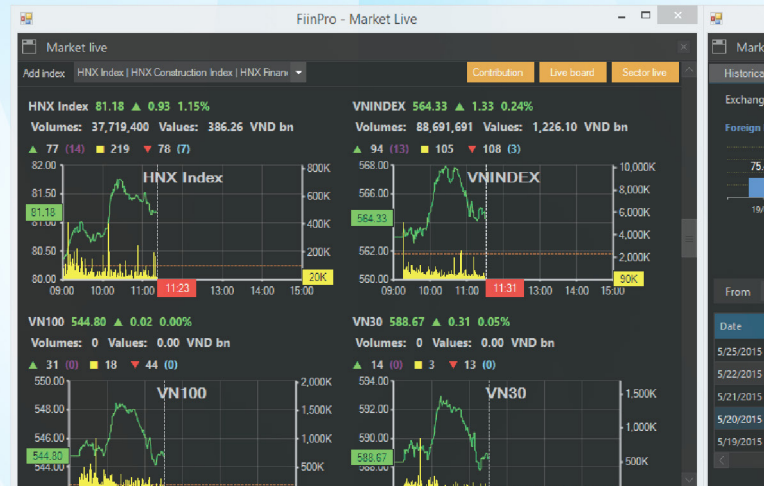 FiinPro - Market Live
Market live
Add index HNX Index | HNX Construction Index | HNX Finan
Contribution Live board Sector live
HNX Index 81.18 ▲ 0.93 1.15%
Volumes: 37,719,400 Values: 386.26 VND bn
▲ 77 (14) ■ 219 ▼ 78 (7)
HNX Index
82.00
81.50
81.18
81.00
80.50
80.00
800K
600K
400K
200K
20K
09:00 10:00 11:00 11:23 13:00 14:00 15:00
VNINDEX 564.33 ▲ 1.33 0.24%
Volumes: 88,691,691 Values: 1,226.10 VND bn
▲ 94 (13) ■ 105 ▼ 108 (3)
VNINDEX
568.00
566.00
564.33
562.00
560.00
10,000K
8,000K
6,000K
4,000K
2,000K
90K
09:00 10:00 11:00 11:31 13:00 14:00 15:00
VN100 544.80 ▲ 0.02 0.00%
Volumes: 0 Values: 0.00 VND bn
▲ 31 (0) ■ 18 ▼ 44 (0)
VN100
550.00
548.00
546.00
544.80
544.00
2,000K
1,500K
1,000K
500K
VN30 588.67 ▲ 0.31 0.05%
Volumes: 0 Values: 0.00 VND bn
▲ 14 (0) ■ 3 ▼ 13 (0)
VN30
594.00
592.00
590.00
588.67
588.00
1,500K
1,000K
500K
Mark
Historica
Exchang
Foreign
75.
19/
From
Date
5/25/2015
5/22/2015
5/21/2015
5/20/2015
5/19/2015